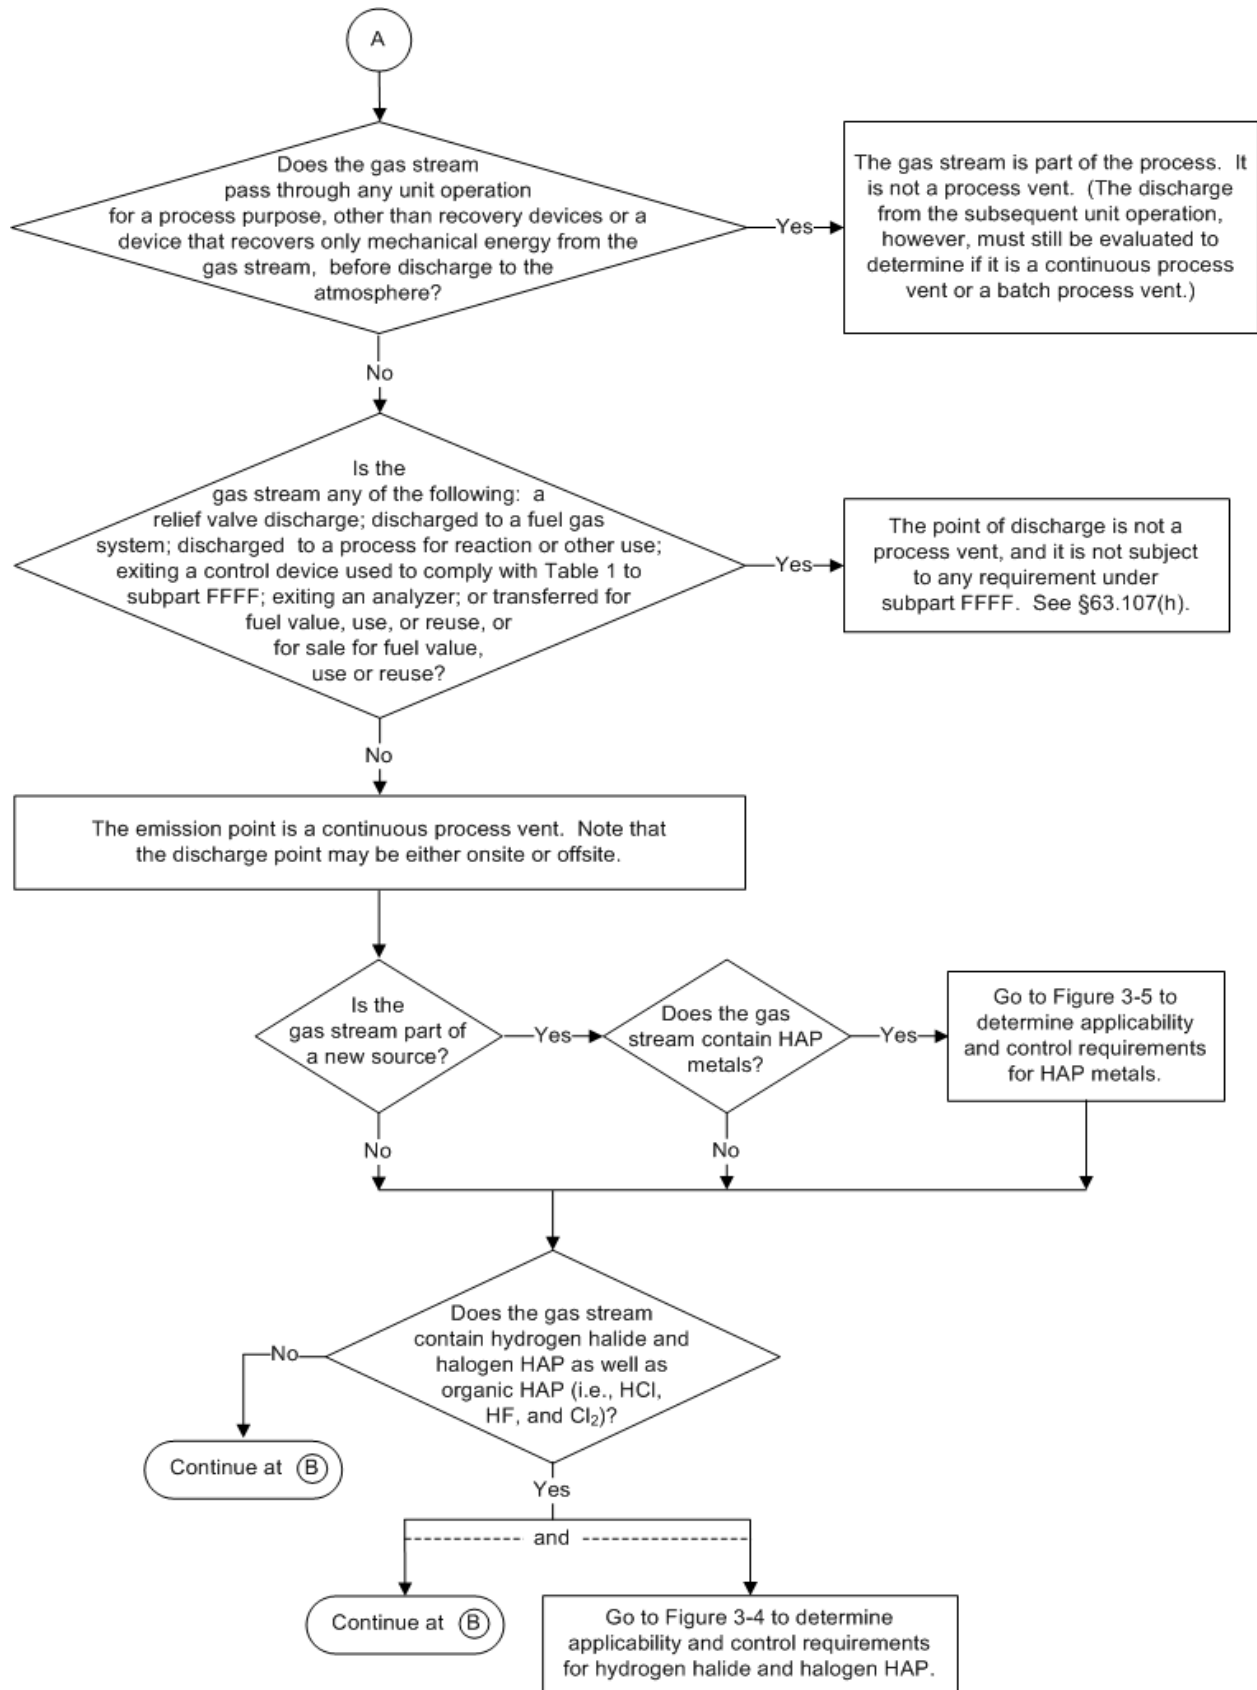 A
Does the gas stream
pass through any unit operation
for a process purpose, other than recovery devices or a
device that recovers only mechanical energy from the
gas stream, before discharge to the
atmosphere?
Yes
The gas stream is part of the process. It
is not a process vent. (The discharge
from the subsequent unit operation,
however, must still be evaluated to
determine if it is a continuous process
vent or a batch process vent.)
No
Is the
gas stream any of the following: a
relief valve discharge; discharged to a fuel gas
system; discharged to a process for reaction or other use;
exiting a control device used to comply with Table 1 to
subpart FFFF; exiting an analyzer; or transferred for
fuel value, use, or reuse, or
for sale for fuel value,
use or reuse?
Yes
The point of discharge is not a
process vent, and it is not subject
to any requirement under
subpart FFFF. See §63.107(h).
No
The emission point is a continuous process vent. Note that
the discharge point may be either onsite or offsite.
Is the
gas stream part of
a new source?
Yes
Does the gas
stream contain HAP
metals?
Yes
Go to Figure 3-5 to
determine applicability
and control requirements
for HAP metals.
No
No
Does the gas stream
contain hydrogen halide and
halogen HAP as well as
organic HAP (i.e., HCl,
HF, and Cl₂)?
No
Continue at B
Yes
and
Continue at B
Go to Figure 3-4 to determine
applicability and control requirements
for hydrogen halide and halogen HAP.